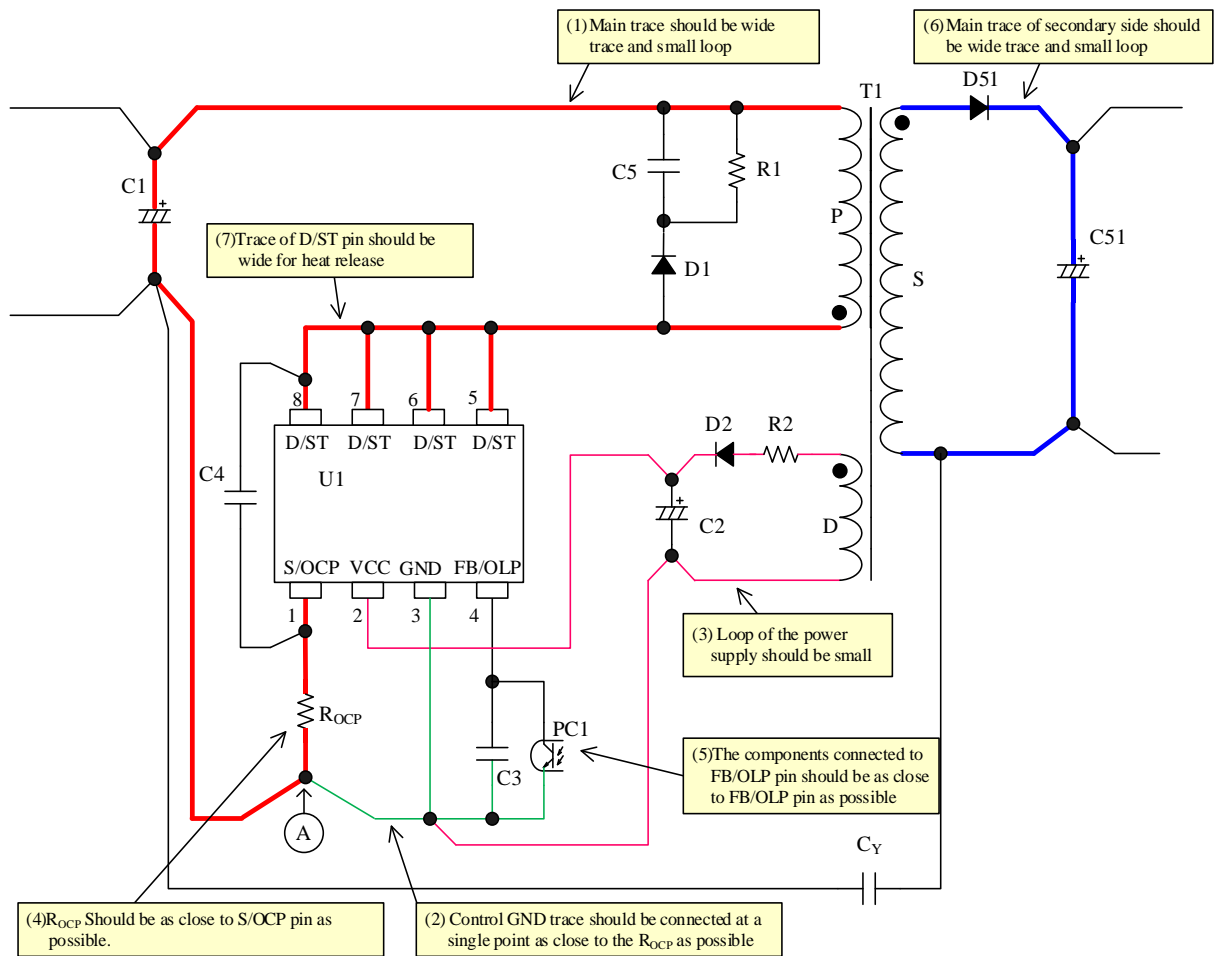 (1) Main trace should be wide
trace and small loop
(6) Main trace of secondary side should
be wide trace and small loop
D51
T1
C1
+
C5
R1
P
S
C51
+
(7)Trace of D/ST pin should be
wide for heat release
D1
8
7
6
5
D/ST
D/ST
D/ST
D/ST
U1
C4
D2
R2
+
C2
D
S/OCP
VCC
GND
FB/OLP
1
2
3
4
(3) Loop of the power
supply should be small
ROCP
PC1
C3
(5)The components connected to
FB/OLP pin should be as close
to FB/OLP pin as possible
A
CY
(4)ROCP Should be as close to S/OCP pin as
possible.
(2) Control GND trace should be connected at a
single point as close to the ROCP as possible